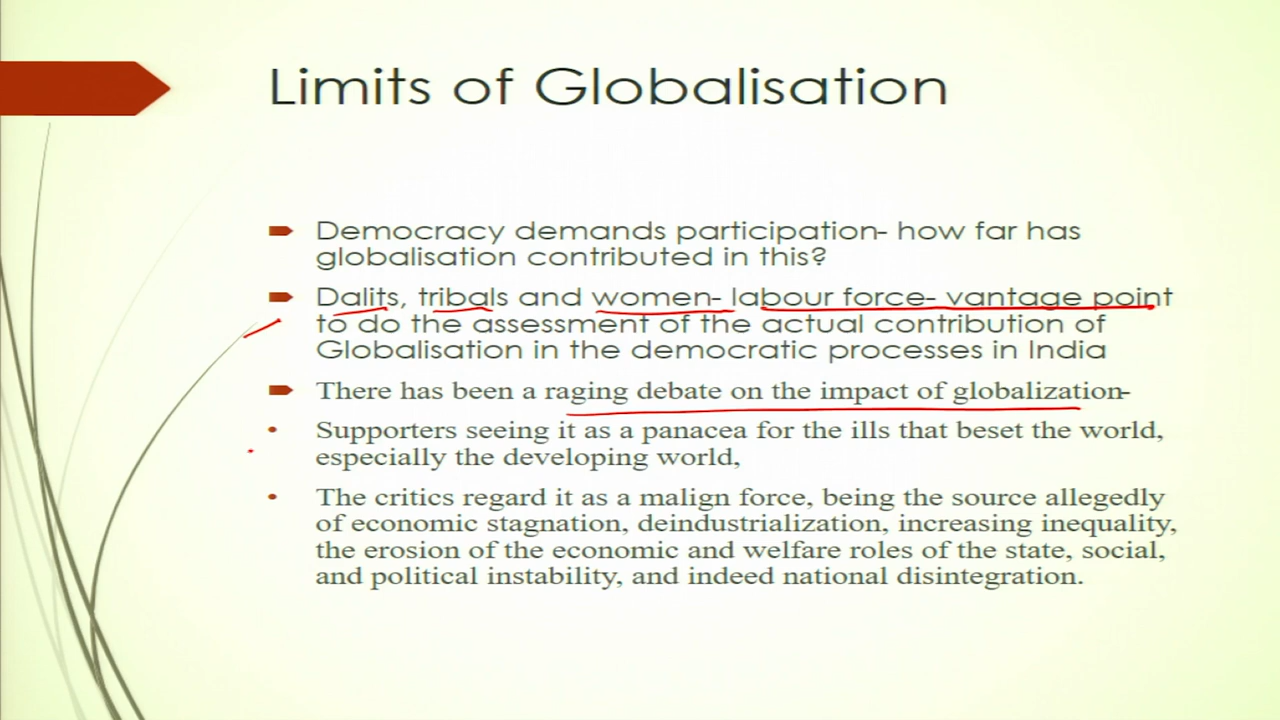 Limits of Globalisation
Democracy demands participation- how far has
globalisation contributed in this?
Dalits, tribals and women- labour force- vantage point
to do the assessment of the actual contribution of
Globalisation in the democratic processes in India
There has been a raging debate on the impact of globalization-
Supporters seeing it as a panacea for the ills that beset the world,
especially the developing world,
The critics regard it as a malign force, being the source allegedly
of economic stagnation, deindustrialization, increasing inequality,
the erosion of the economic and welfare roles of the state, social,
and political instability, and indeed national disintegration.